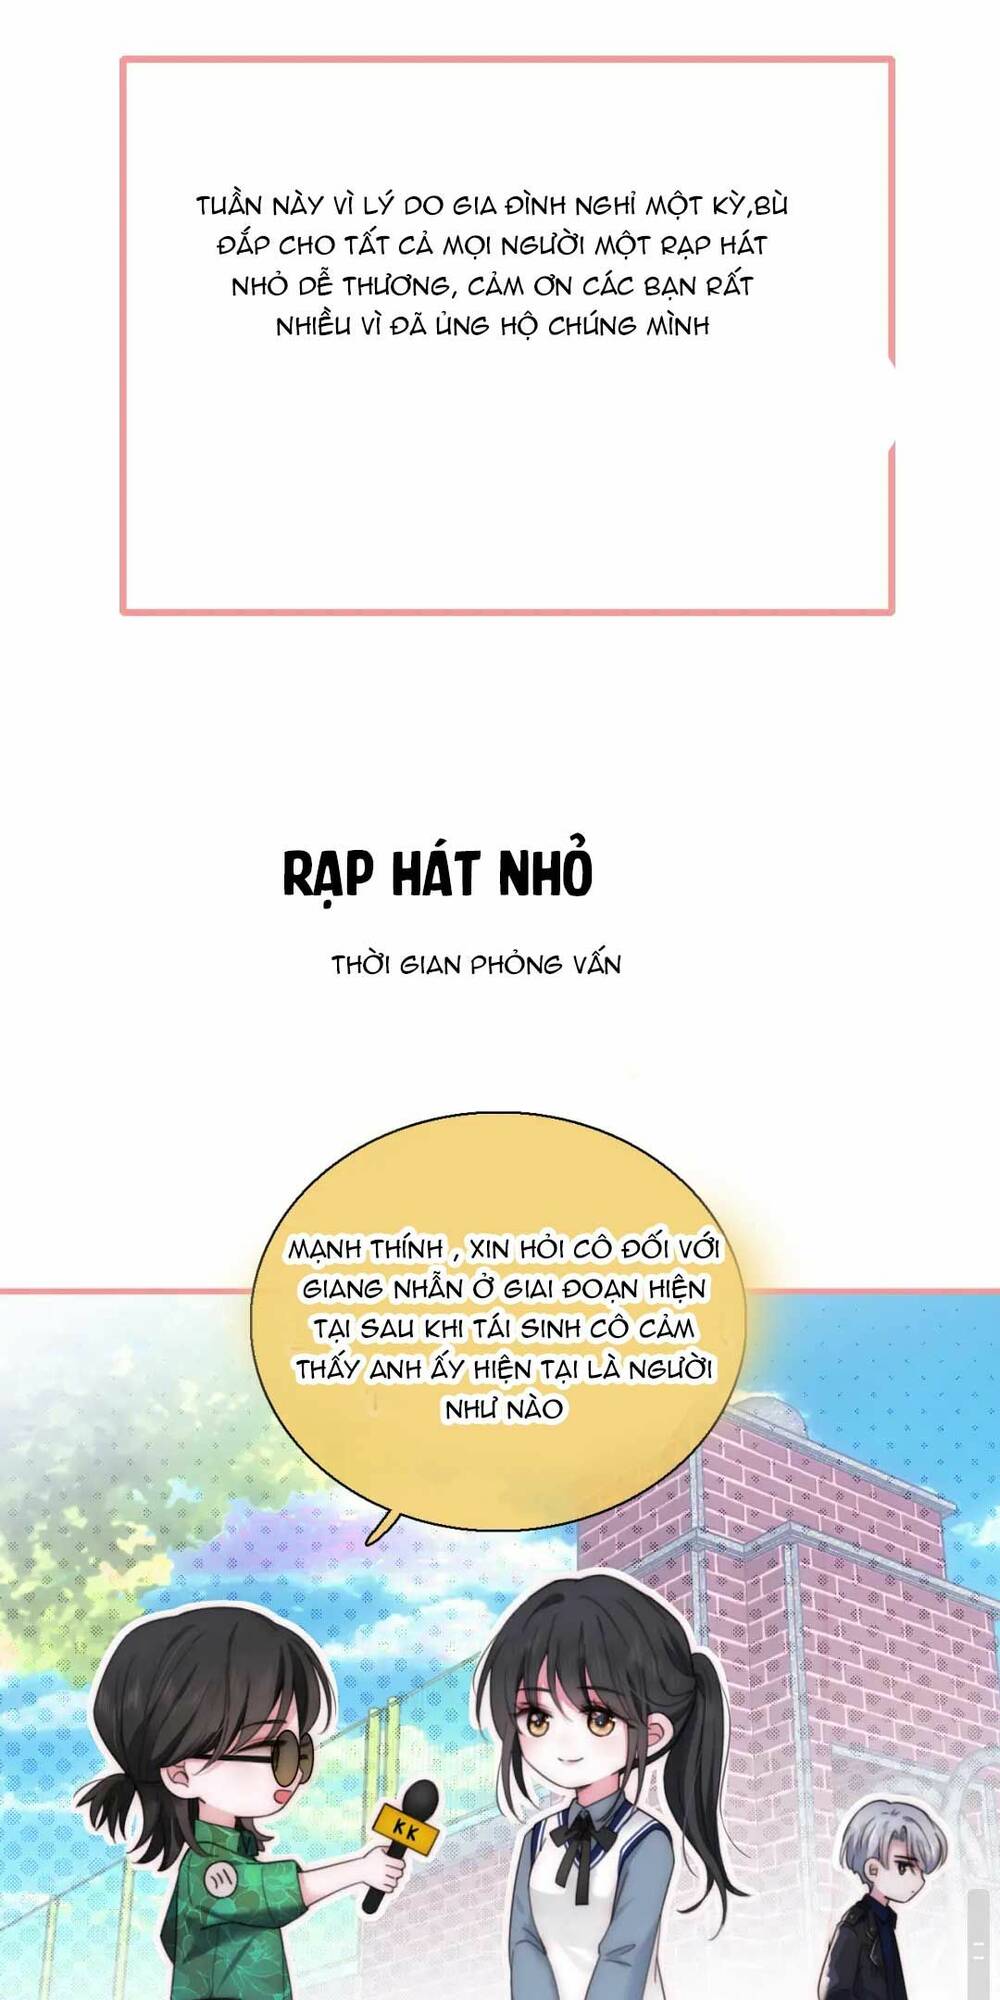 TUẦN NÀY VÌ LÝ DO GIA ĐÌNH NGHỈ MỘT KỲ,BÙ
ĐẮP CHO TẤT CẢ MỌI NGƯỜI MỘT RẠP HÁT
NHỎ DỄ THƯƠNG, CẢM ƠN CÁC BẠN RẤT
NHIỀU VÌ ĐÃ ỦNG HỘ CHÚNG MÌNH
RẠP HÁT NHỎ
THỜI GIAN PHỎNG VẤN
MẠNH THÍNH , XIN HỎI CÔ ĐỐI VỚI
GIANG NHẪN Ở GIAI ĐOẠN HIỆN
TẠI SAU KHI TÁI SINH CÔ CẢM
THẤY ANH ẤY HIỆN TẠI LÀ NGƯỜI
NHƯ NÀO
KK